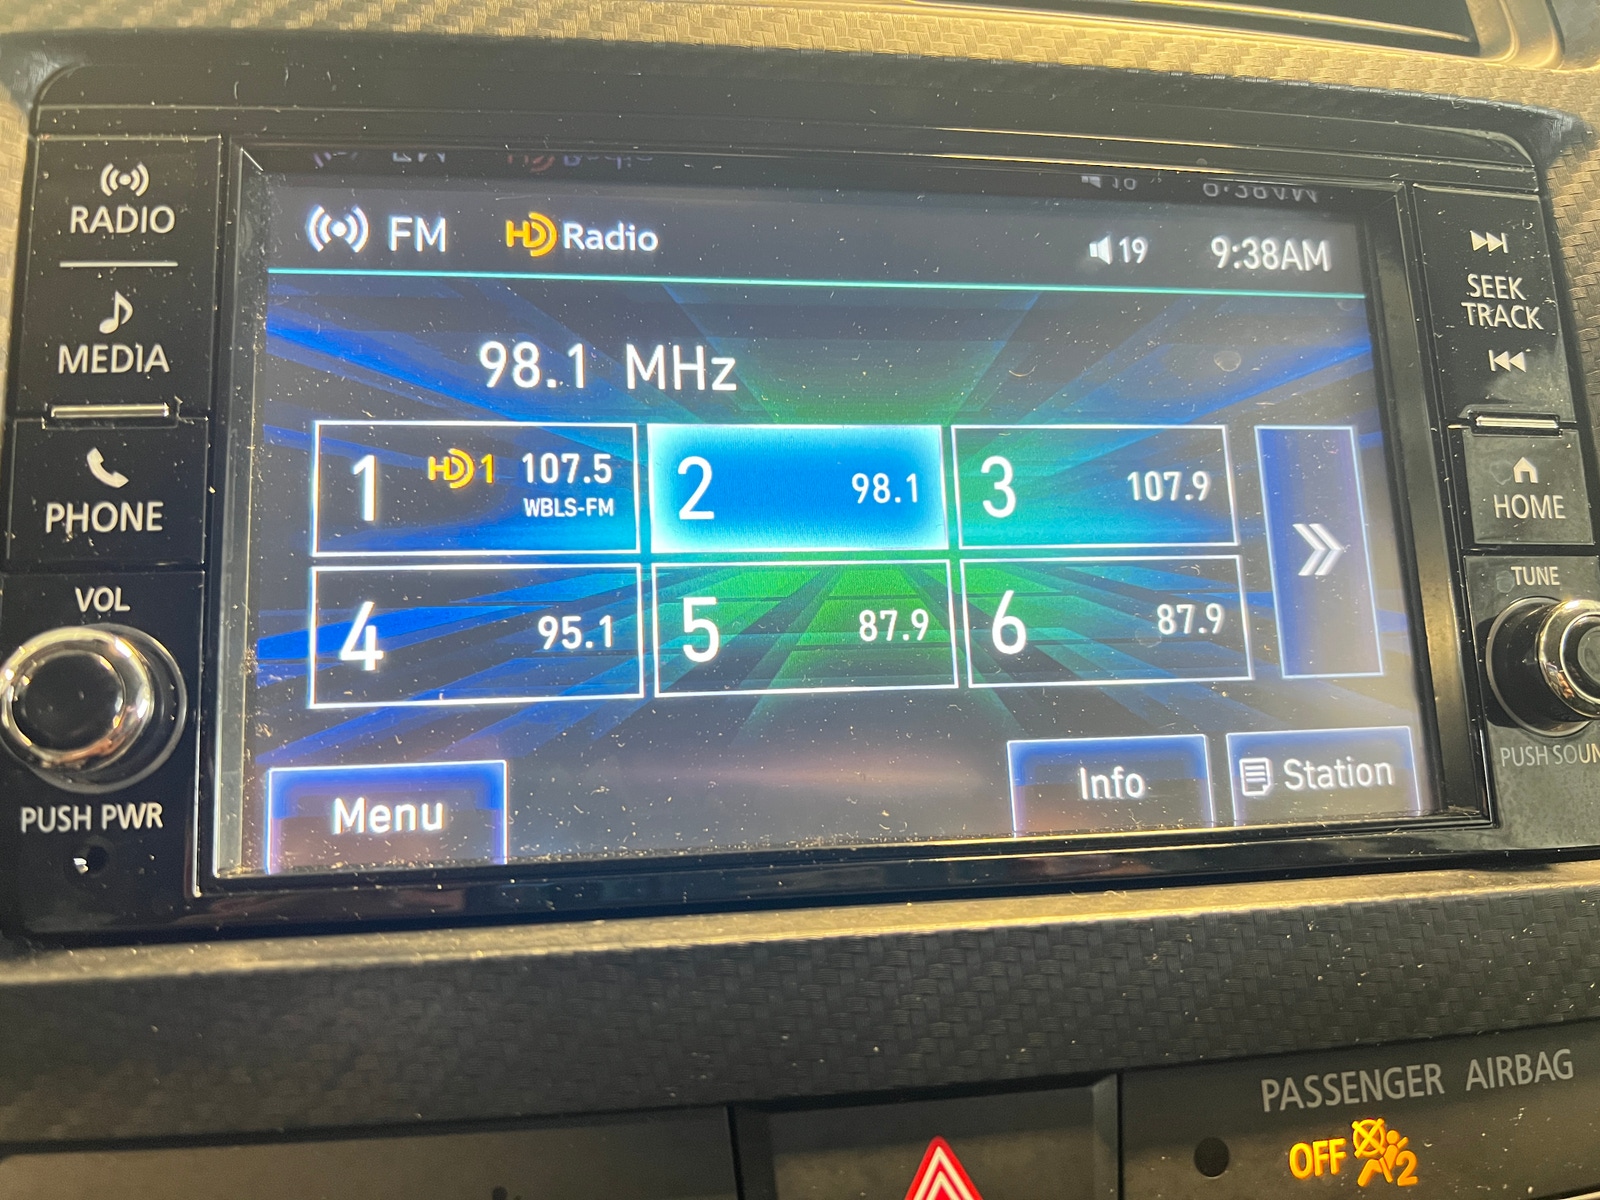 RADIO
MEDIA
PHONE
VOL
PUSH PWR
FM HD Radio 19 9:38AM
98.1 MHz
1 HD 1 107.5
WBLS-FM
2 98.1
3 107.9
4 95.1
5 87.9
6 87.9
Menu
Info
Station
SEEK
TRACK
HOME
TUNE
PUSH SOUN
PASSENGER AIRBAG
OFF 2